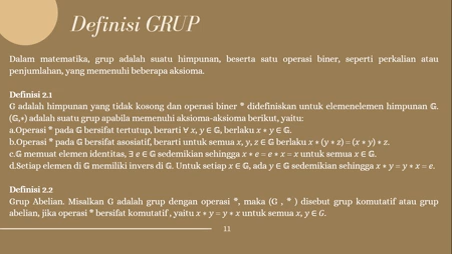 Definisi GRUP
Dalam matematika, grup adalah suatu himpunan, beserta satu operasi biner, seperti perkalian atau
penjumlahan, yang memenuhi beberapa aksioma.
Definisi 2.1
G adalah himpunan yang tidak kosong dan operasi biner * didefiniskan untuk elemenelemen himpunan 𝔾.
(𝔾,∗) adalah suatu grup apabila memenuhi aksioma-aksioma berikut, yaitu:
a.Operasi * pada 𝔾 bersifat tertutup, berarti ∀ x, y ∈ 𝔾, berlaku x ∗ y ∈ 𝔾.
b.Operasi * pada 𝔾 bersifat asosiatif, berarti untuk semua x, y, z ∈ 𝔾 berlaku x ∗ (y ∗ z) = (x ∗ y) ∗ z.
c.𝔾 memuat elemen identitas, ∃ e ∈ 𝔾 sedemikian sehingga x ∗ e = e ∗ x = x untuk semua x ∈ 𝔾.
d.Setiap elemen di 𝔾 memiliki invers di 𝔾. Untuk setiap x ∈ 𝔾, ada y ∈ 𝔾 sedemikian sehingga x ∗ y = y ∗ x = e.
Definisi 2.2
Grup Abelian. Misalkan G adalah grup dengan operasi *, maka (G , * ) disebut grup komutatif atau grup
abelian, jika operasi * bersifat komutatif , yaitu x ∗ y = y ∗ x untuk semua x, y ∈ G.
11